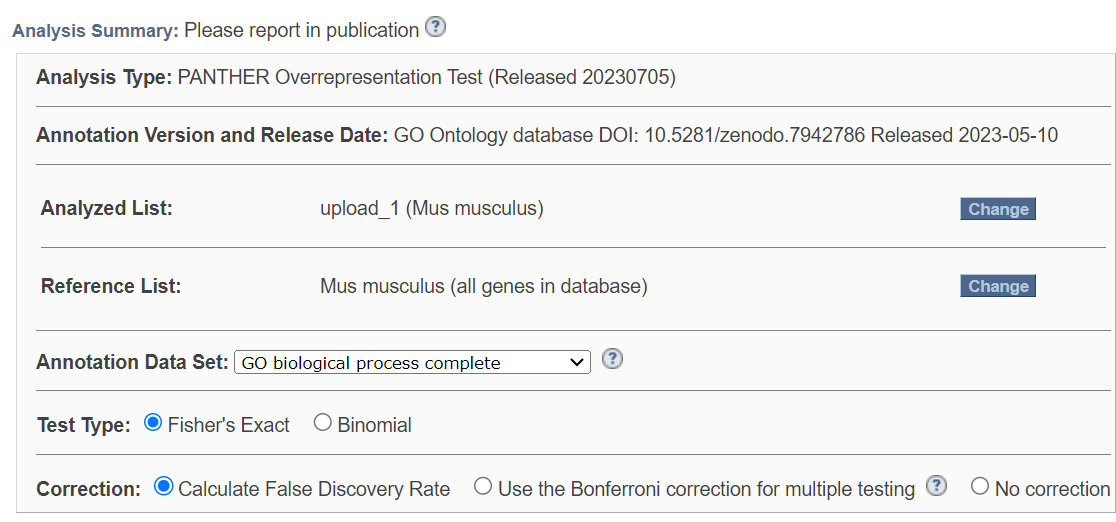 Analysis Summary: Please report in publication ?
Analysis Type: PANTHER Overrepresentation Test (Released 20230705)
Annotation Version and Release Date: GO Ontology database DOI: 10.5281/zenodo.7942786 Released 2023-05-10
Analyzed List: upload_1 (Mus musculus) Change
Reference List: Mus musculus (all genes in database) Change
Annotation Data Set: GO biological process complete ?
Test Type: Fisher's Exact Binomial
Correction: Calculate False Discovery Rate Use the Bonferroni correction for multiple testing ? No correction